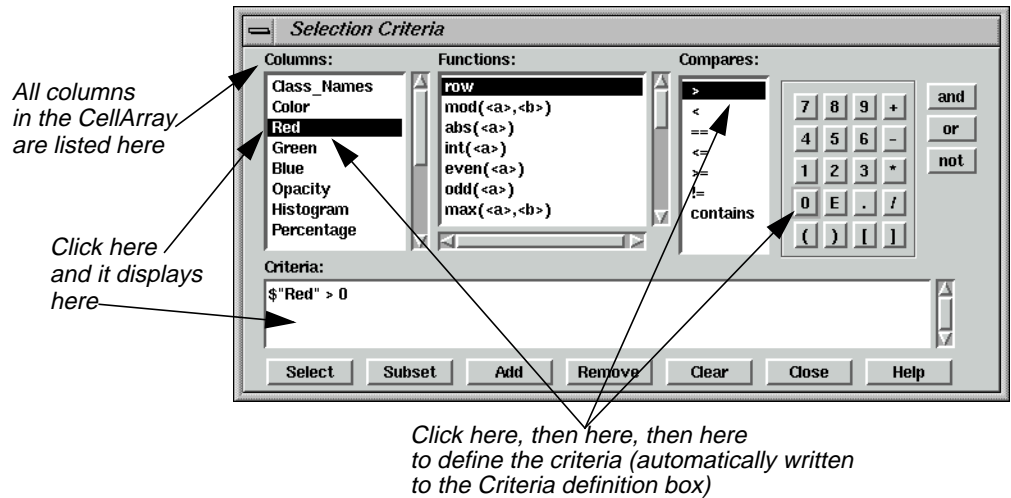 Selection Criteria
Columns:
Functions:
Compares:
Class_Names
Color
Red
Green
Blue
Opacity
Histogram
Percentage
row
mod(<a>,<b>)
abs(<a>)
int(<a>)
even(<a>)
odd(<a>)
max(<a>,<b>)
>
<
==
<=
>=
!=
contains
7 8 9 +
4 5 6 -
1 2 3 *
0 E . /
( ) [ ]
and
or
not
Criteria:
$"Red" > 0
Select Subset Add Remove Clear Close Help
All columns
in the CellArray
are listed here
Click here
and it displays
here
Click here, then here, then here
to define the criteria (automatically written
to the Criteria definition box)